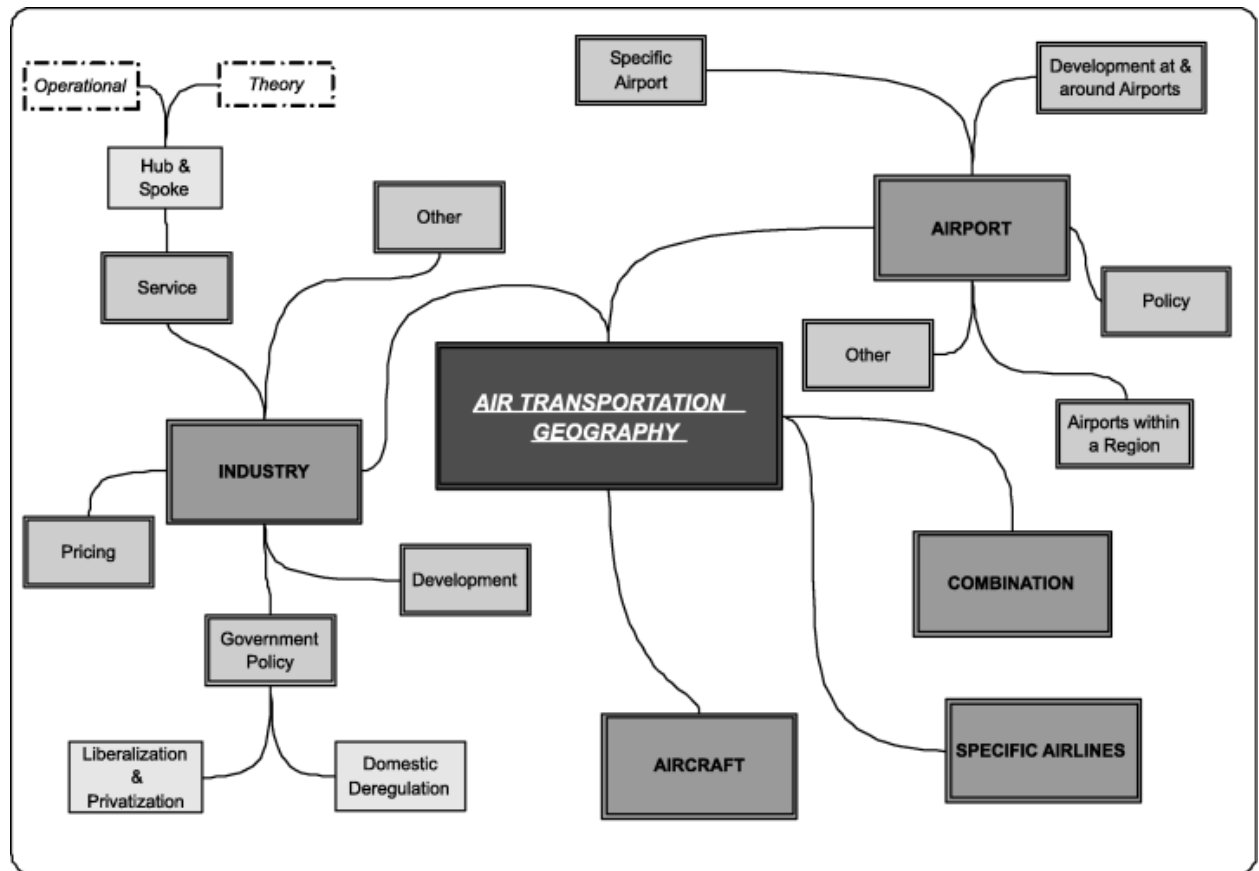 Operational
Theory
Hub &
Spoke
Service
Other
INDUSTRY
Pricing
Development
Government
Policy
Liberalization
&
Privatization
Domestic
Deregulation
AIR TRANSPORTATION
GEOGRAPHY
Specific
Airport
Development at &
around Airports
AIRPORT
Policy
Other
Airports within
a Region
COMBINATION
SPECIFIC AIRLINES
AIRCRAFT